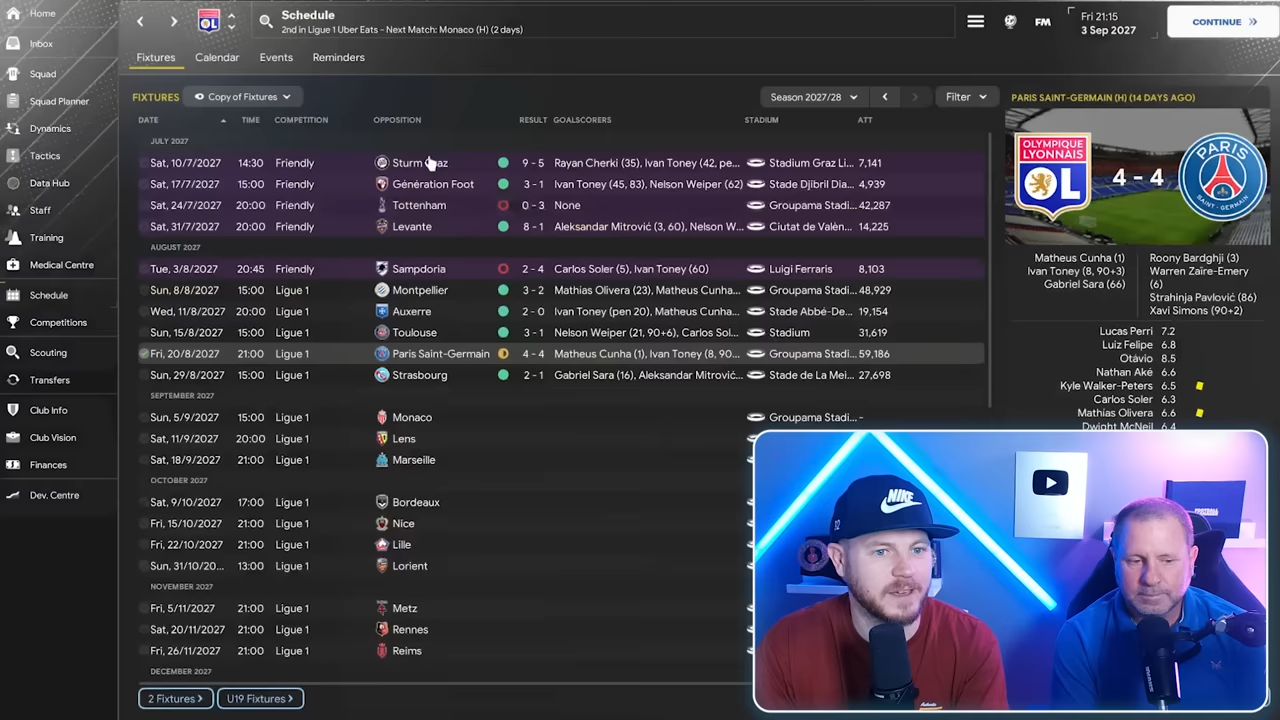 Home
Inbox
Squad
Squad Planner
Dynamics
Tactics
Data Hub
Staff
Training
Medical Centre
Schedule
Competitions
Scouting
Transfers
Club Info
Club Vision
Finances
Dev. Centre
Schedule
2nd in Ligue 1 Uber Eats - Next Match: Monaco (H) (2 days)
FM
Fri 21:15
3 Sep 2027
CONTINUE
Fixtures Calendar Events Reminders
FIXTURES Copy of Fixtures Season 2027/28 Filter
DATE TIME COMPETITION OPPOSITION RESULT GOALSCORERS STADIUM ATT
JULY 2027
Sat, 10/7/2027 14:30 Friendly Sturm 9 - 5 Rayan Cherki (35), Ivan Toney (42, pe... Stadium Graz Li... 7,141
Sat, 17/7/2027 15:00 Friendly Génération Foot 3 - 1 Ivan Toney (45, 83), Nelson Weiper (62) Stade Djibril Dia... 4,939
Sat, 24/7/2027 20:00 Friendly Tottenham 0 - 3 None Groupama Stadi... 42,287
Sat, 31/7/2027 20:00 Friendly Levante 8 - 1 Aleksandar Mitrović (3, 60), Nelson W... Ciutat de Valèn... 14,225
AUGUST 2027
Tue, 3/8/2027 20:45 Friendly Sampdoria 2 - 4 Carlos Soler (5), Ivan Toney (60) Luigi Ferraris 8,103
Sun, 8/8/2027 15:00 Ligue 1 Montpellier 3 - 2 Mathías Olivera (23), Matheus Cunha... Groupama Stadi... 48,929
Wed, 11/8/2027 20:00 Ligue 1 Auxerre 2 - 0 Ivan Toney (pen 20), Matheus Cunha... Stade Abbé-De... 19,154
Sun, 15/8/2027 15:00 Ligue 1 Toulouse 3 - 1 Nelson Weiper (21, 90+6), Carlos Sol... Stadium 31,619
Fri, 20/8/2027 21:00 Ligue 1 Paris Saint-Germain 4 - 4 Matheus Cunha (1), Ivan Toney (8, 90... Groupama Stadi... 59,186
Sun, 29/8/2027 15:00 Ligue 1 Strasbourg 2 - 1 Gabriel Sara (16), Aleksandar Mitrović... Stade de La Mei... 27,698
SEPTEMBER 2027
Sun, 5/9/2027 15:00 Ligue 1 Monaco Groupama Stadi... -
Sat, 11/9/2027 20:00 Ligue 1 Lens
Sat, 18/9/2027 21:00 Ligue 1 Marseille
OCTOBER 2027
Sat, 9/10/2027 17:00 Ligue 1 Bordeaux
Fri, 15/10/2027 21:00 Ligue 1 Nice
Fri, 22/10/2027 21:00 Ligue 1 Lille
Sun, 31/10/20... 13:00 Ligue 1 Lorient
NOVEMBER 2027
Fri, 5/11/2027 21:00 Ligue 1 Metz
Sat, 20/11/2027 21:00 Ligue 1 Rennes
Fri, 26/11/2027 21:00 Ligue 1 Reims
DECEMBER 2027
2 Fixtures U19 Fixtures
PARIS SAINT-GERMAIN (H) (14 DAYS AGO)
OLYMPIQUE
LYONNAIS
OL
4 - 4
PARIS
SAINT-GERMAIN
Matheus Cunha (1)
Ivan Toney (8, 90+3)
Gabriel Sara (66)
Roony Bardghji (3)
Warren Zaïre-Emery
(6)
Strahinja Pavlović (86)
Xavi Simons (90+2)
Lucas Perri 7.2
Luiz Felipe 6.8
Otávio 8.5
Nathan Aké 6.6
Kyle Walker-Peters 6.5
Carlos Soler 6.3
Mathías Olivera 6.6
Dwight McNeil 6.4
NIKE